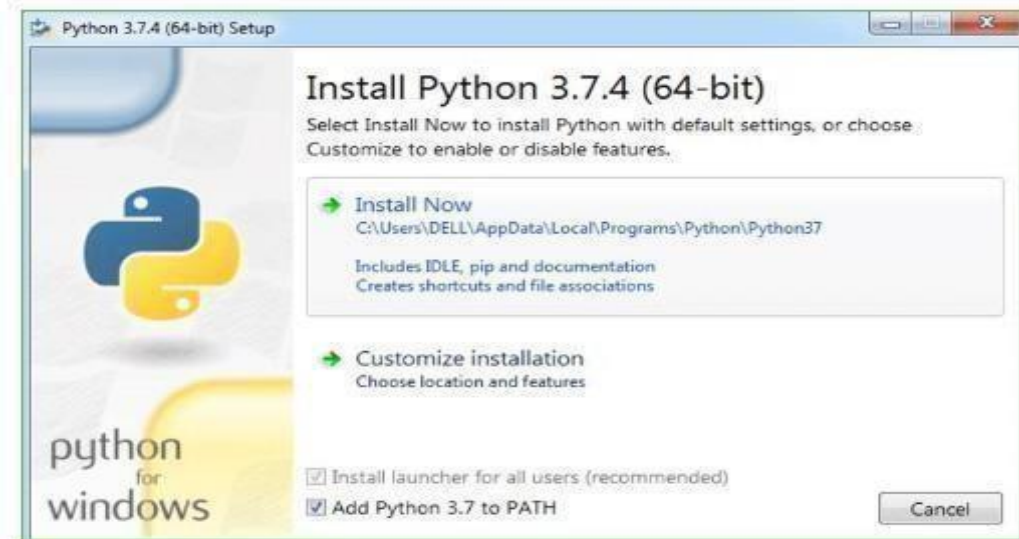 Python 3.7.4 (64-bit) Setup
Install Python 3.7.4 (64-bit)
Select Install Now to install Python with default settings, or choose
Customize to enable or disable features.
Install Now
C:\Users\DELL\AppData\Local\Programs\Python\Python37
Includes IDLE, pip and documentation
Creates shortcuts and file associations
Customize installation
Choose location and features
python
for
windows
Install launcher for all users (recommended)
Add Python 3.7 to PATH
Cancel